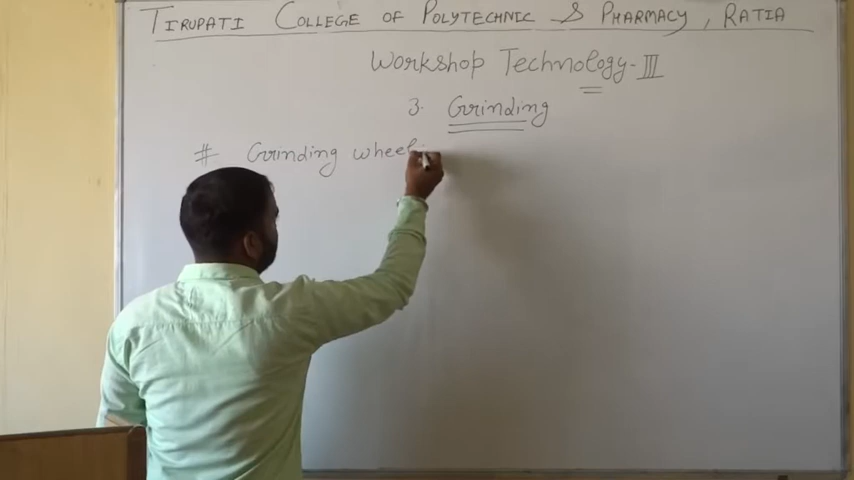 TIRUPATI COLLEGE OF POLYTECHNIC & PHARMACY, RATIA
Workshop Technology-III
3. Grinding
# Grinding wheel